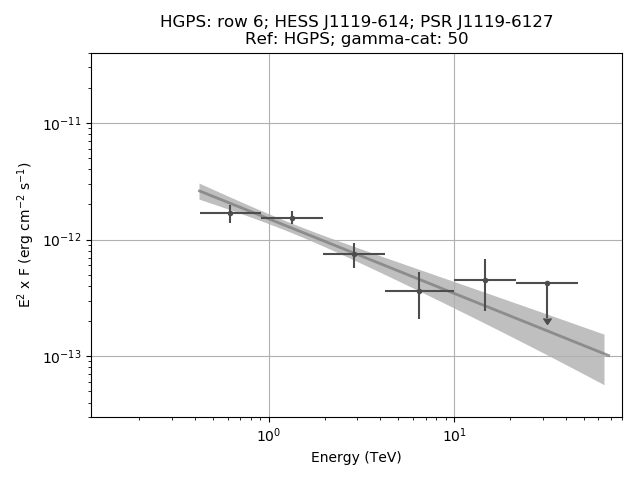 HGPS: row 6; HESS J1119-614; PSR J1119-6127
Ref: HGPS; gamma-cat: 50
E² x F (erg cm⁻² s⁻¹)
10⁻¹¹
10⁻¹²
10⁻¹³
10⁰ 10¹
Energy (TeV)